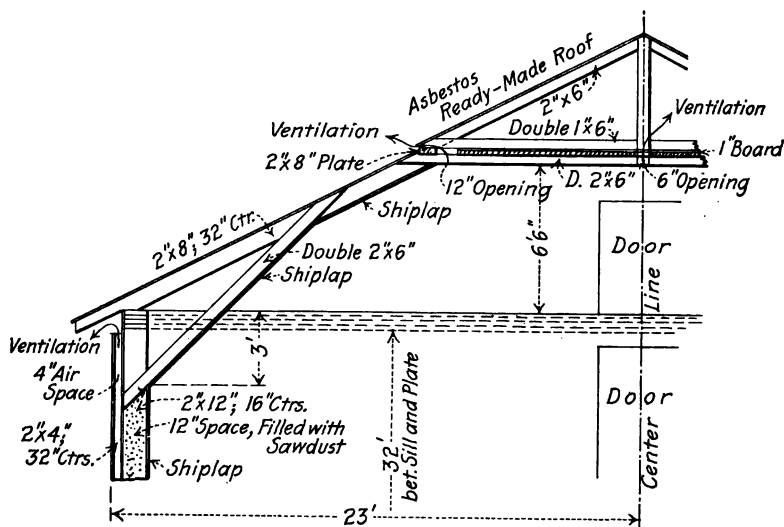 Asbestos
Ready-Made Roof
2"x6"
Ventilation
Double 1"x6"
Ventilation
2"x8" Plate
1" Board
12" Opening
D. 2"x6"
6" Opening
Shiplap
2"x8"; 32" Ctr.
Double 2"x6"
Shiplap
6'6"
Door
Line
Ventilation
3'
4" Air
Space
2"x12"; 16" Ctrs.
12" Space, Filled with
Sawdust
2"x4,"
32" Ctrs.
Shiplap
32'
bet. Sill and Plate
Door
Center
23'